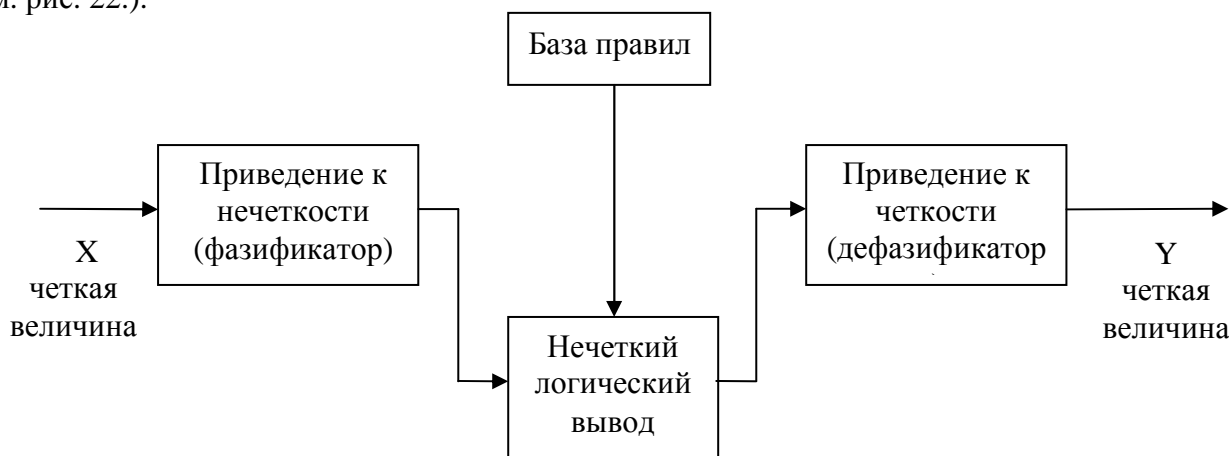 рис. 22.).
База правил
Приведение к
нечеткости
(фазификатор)
Приведение к
четкости
(дефазификатор
X
четкая
величина
Y
четкая
величина
Нечеткий
логический
вывод